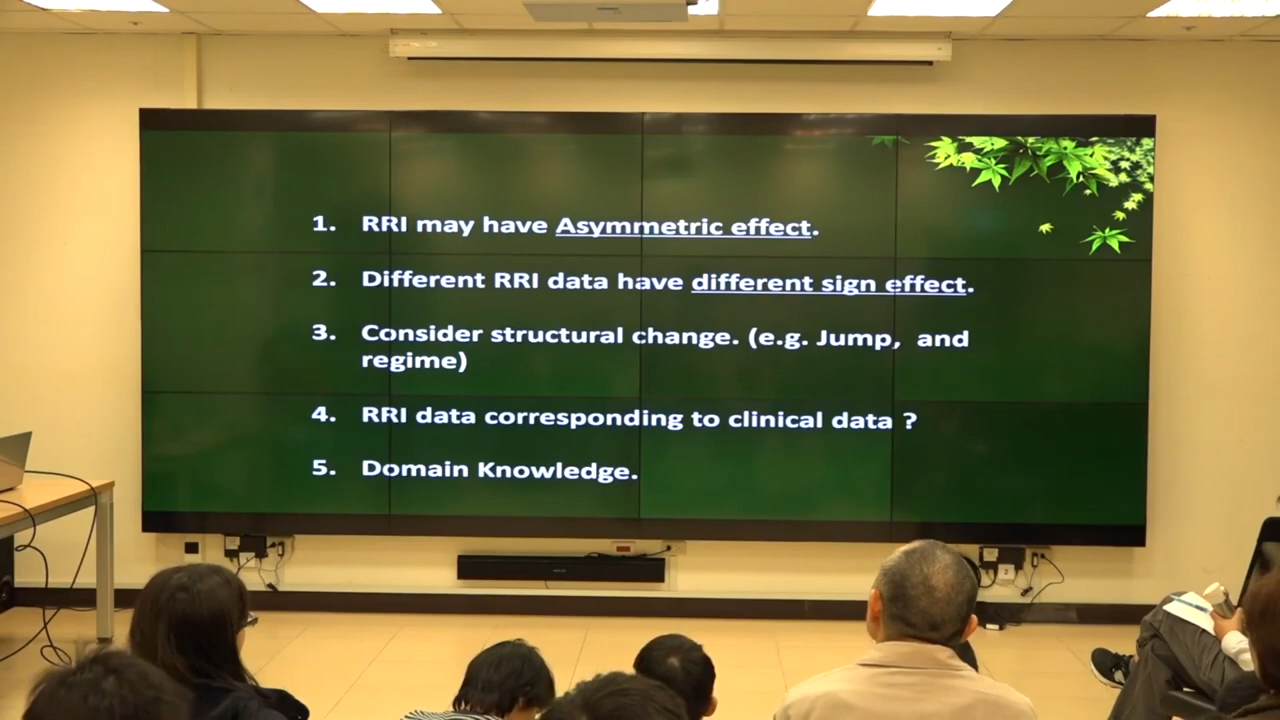 1. RRI may have Asymmetric effect.
2. Different RRI data have different sign effect.
3. Consider structural change. (e.g. Jump, and
regime)
4. RRI data corresponding to clinical data ?
5. Domain Knowledge.